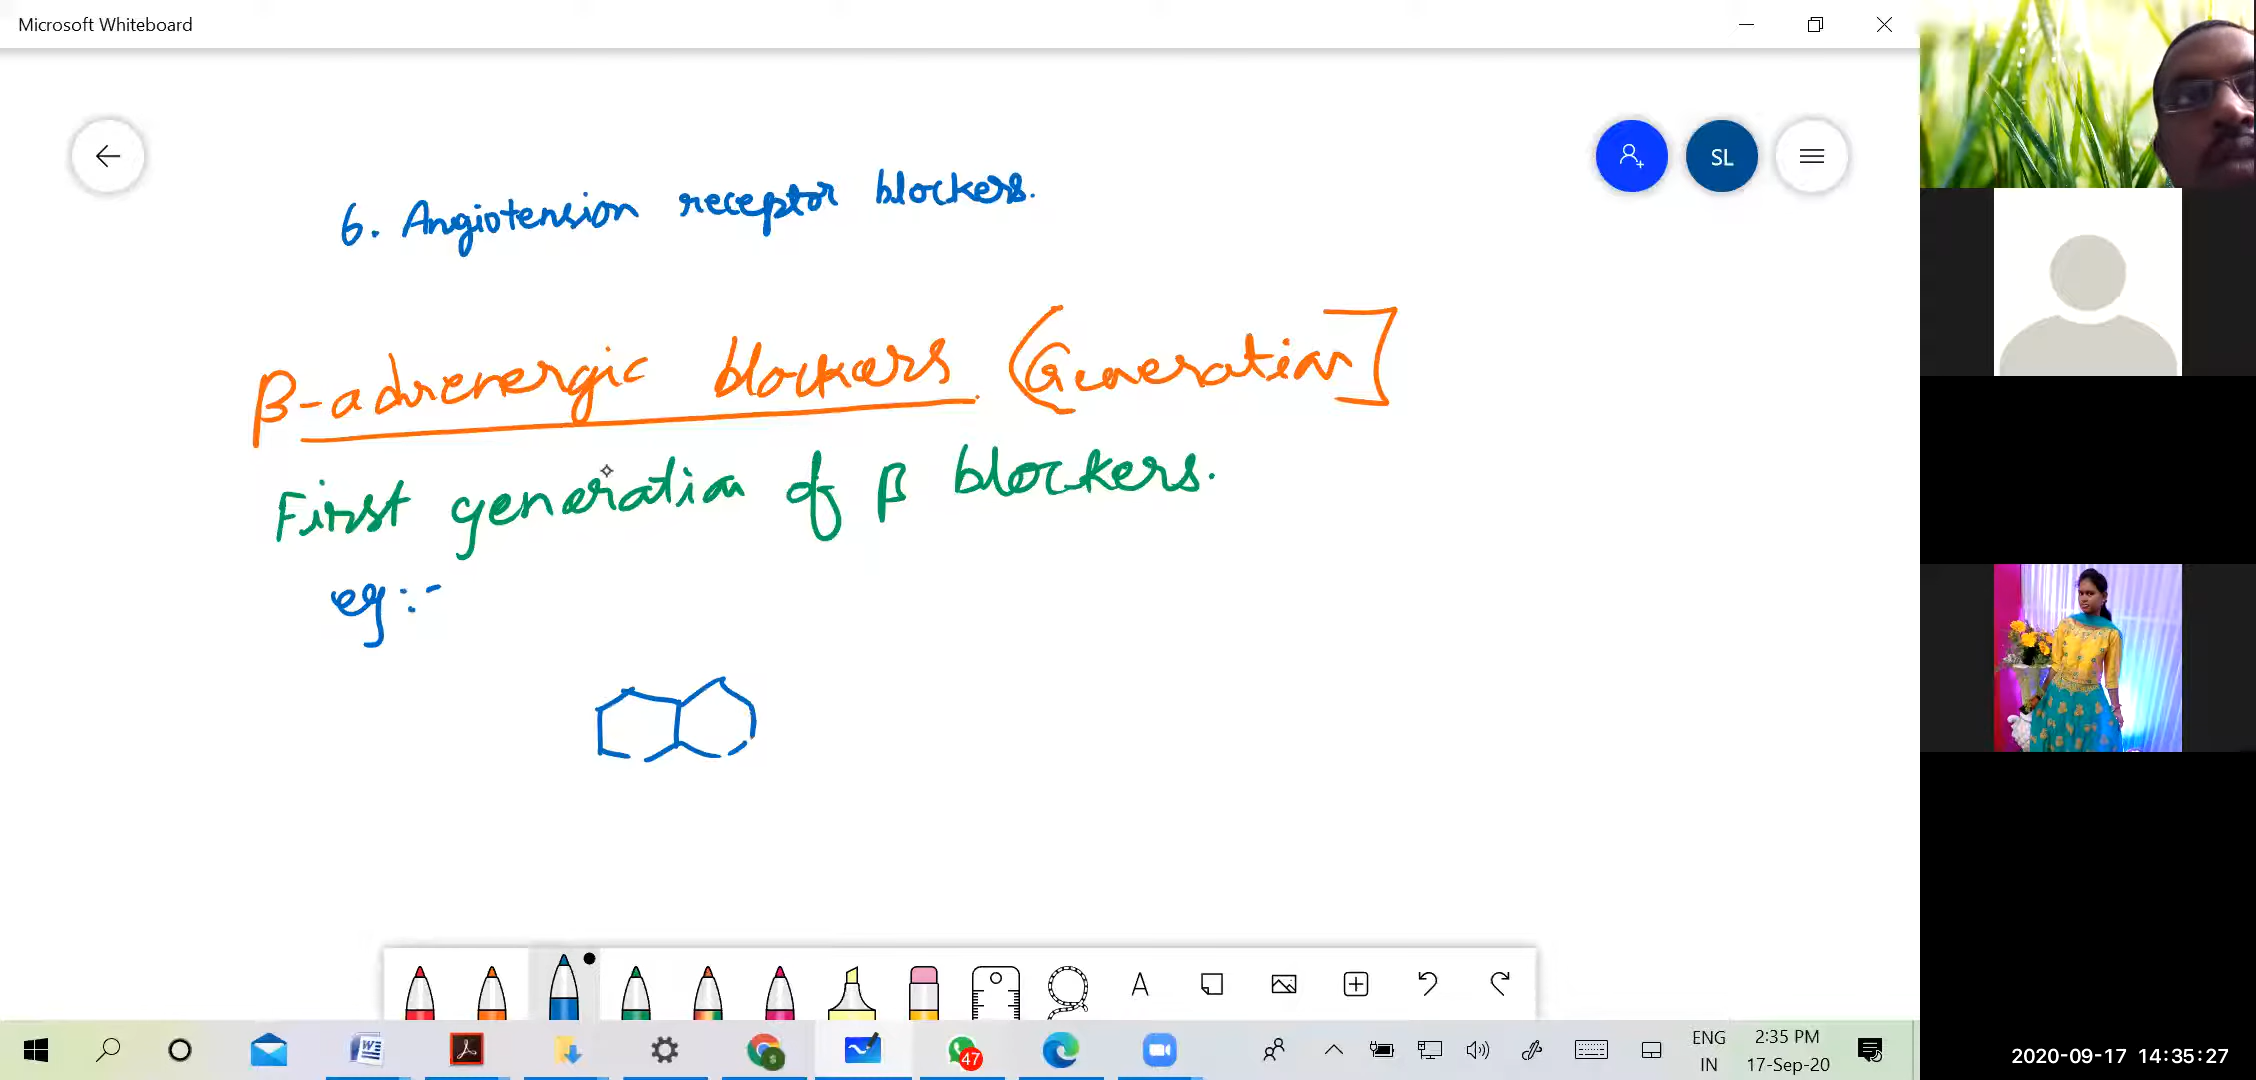 Microsoft Whiteboard
SL
6. Angiotension receptor blockers.
β-adrenergic blockers (Generation]
First generation of β blockers.
eg:-
A
47
ENG
IN
2:35 PM
17-Sep-20
2020-09-17 14:35:27